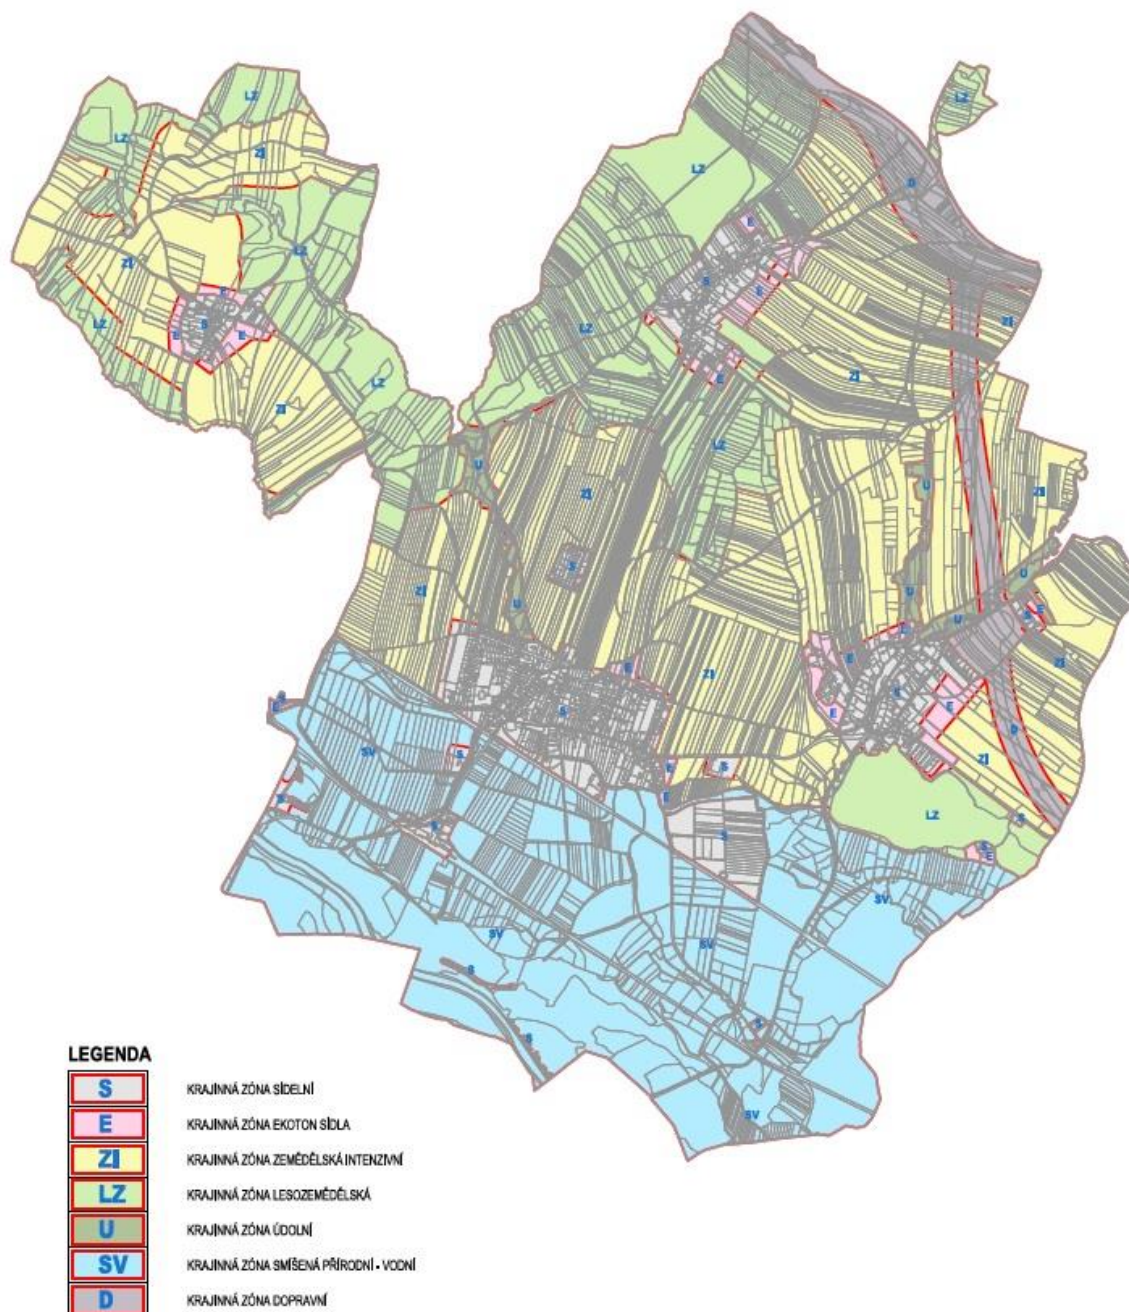 LZ
LZ
LZ
ZI
D
LZ
E
ZI
LZ
S
E
E
ZI
LZ
S
E
E
LZ
ZI
LZ
ZI
E
ZI
LZ
U
ZI
U
ZI
S
ZI
U
U
U
E
S
E
E
E
ZI
ZI
S
E
E
S
E
S
SV
S
E
S
D
ZI
E
S
S
S
LZ
S
S
E
SV
SV
SV
S
S
S
SV
LEGENDA
S KRAJINNÁ ZÓNA SÍDELNÍ
E KRAJINNÁ ZÓNA EKOTON SÍDLA
ZI KRAJINNÁ ZÓNA ZEMĚDĚLSKÁ INTENZIVNÍ
LZ KRAJINNÁ ZÓNA LESOZEMĚDĚLSKÁ
U KRAJINNÁ ZÓNA ÚDOLNÍ
SV KRAJINNÁ ZÓNA SMÍŠENÁ PŘÍRODNÍ - VODNÍ
D KRAJINNÁ ZÓNA DOPRAVNÍ